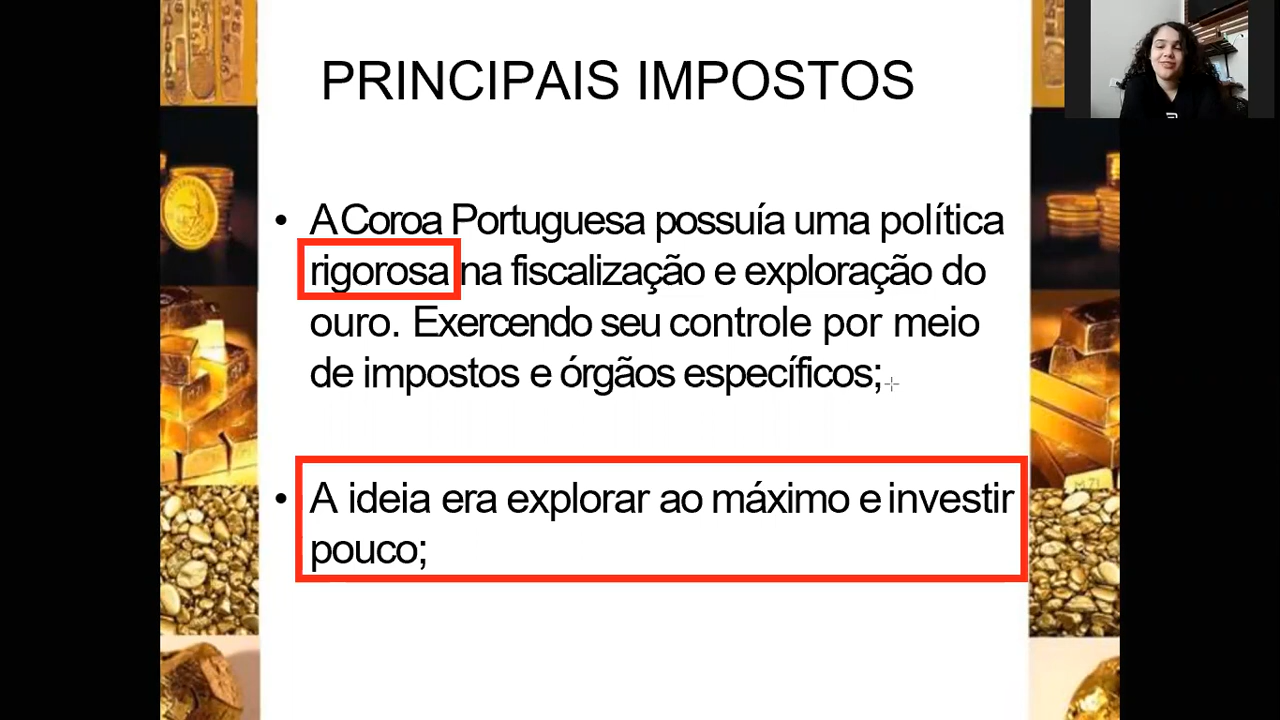 PRINCIPAIS IMPOSTOS
• A Coroa Portuguesa possuía uma política
rigorosa na fiscalização e exploração do
ouro. Exercendo seu controle por meio
de impostos e órgãos específicos;
• A ideia era explorar ao máximo e investir
pouco;